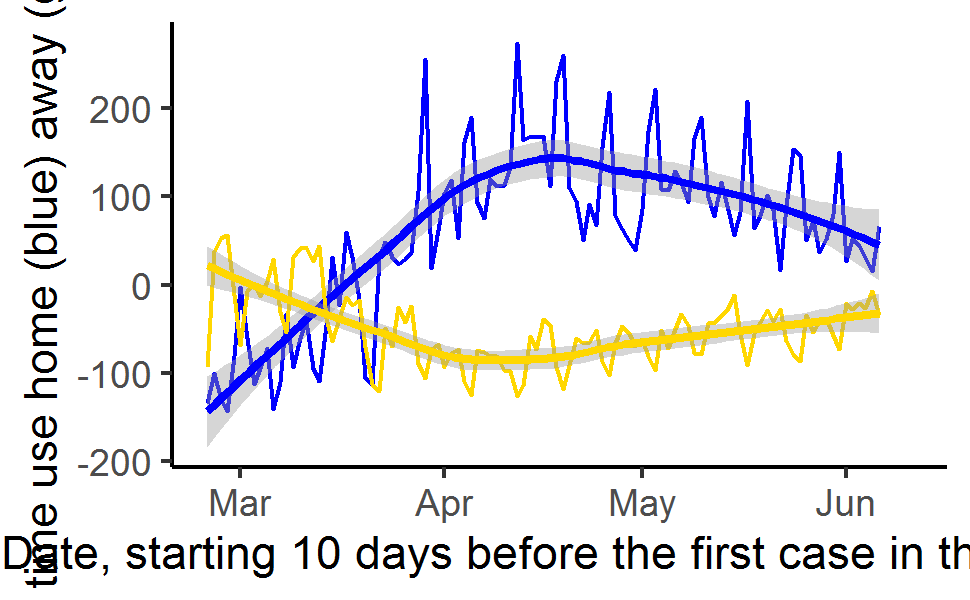 time use home (blue) away (
200
100
0
-100
-200
Mar Apr May Jun
Date, starting 10 days before the first case in th